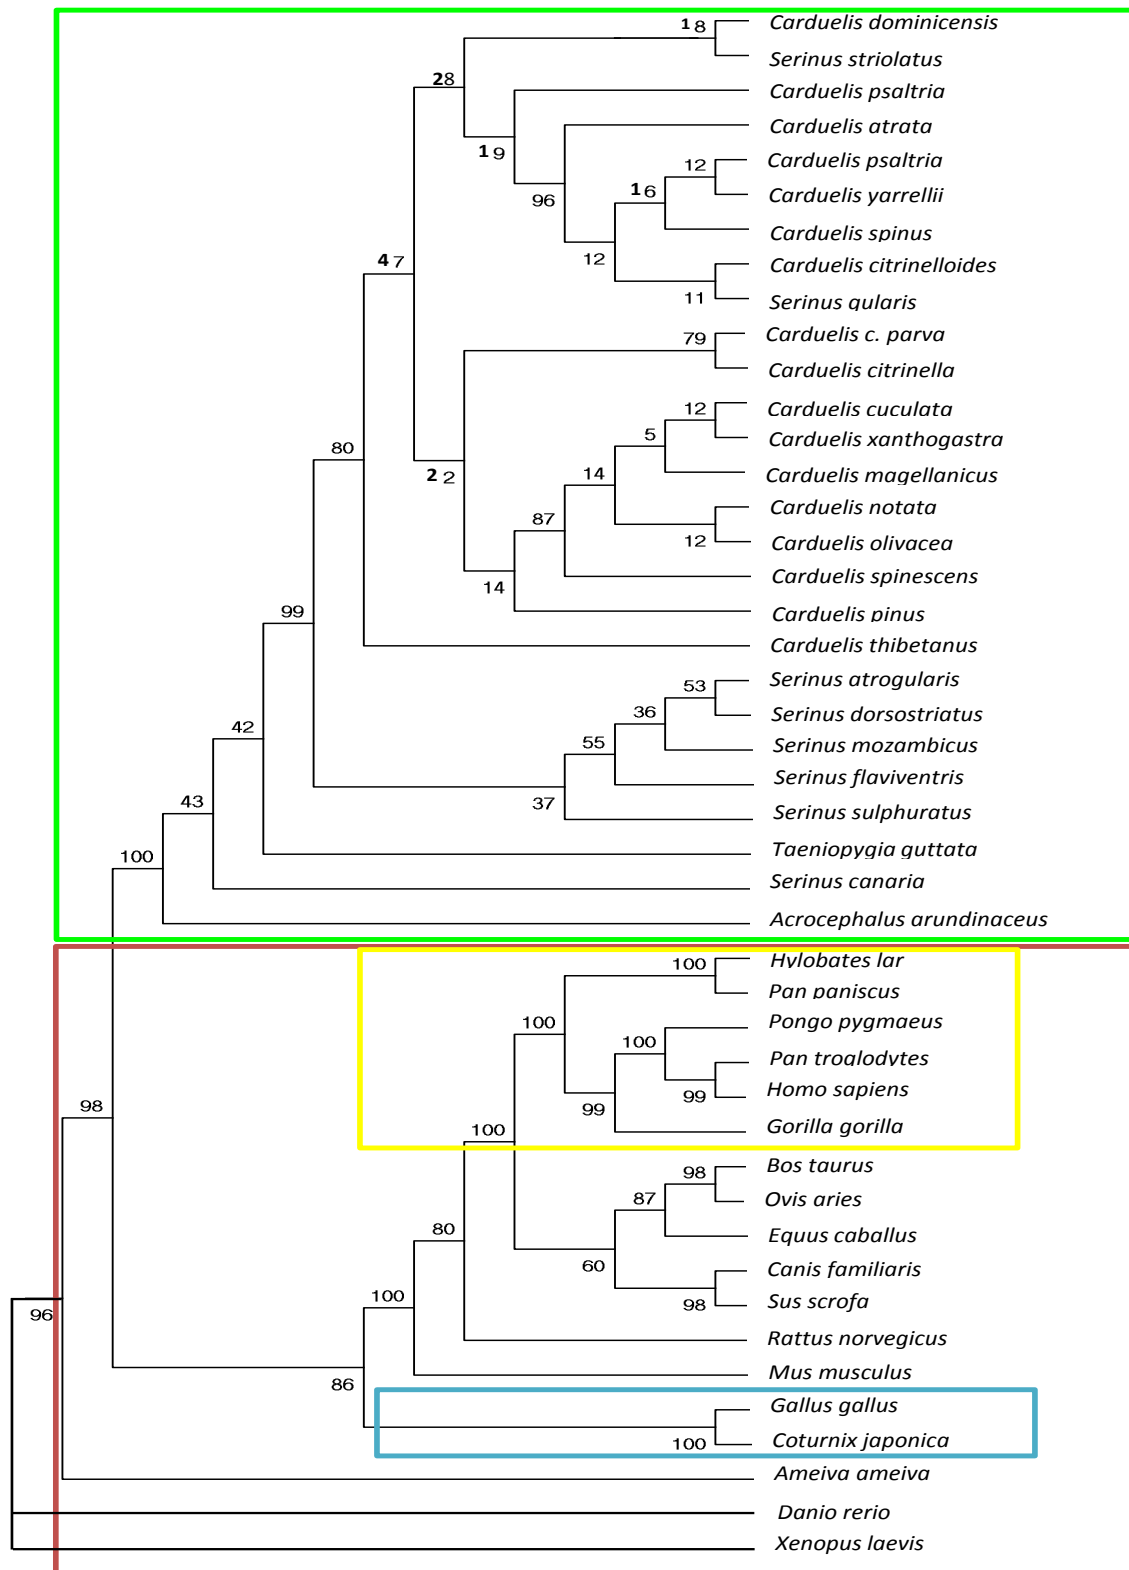 18 Carduelis dominicensis
Serinus striolatus
28
Carduelis psaltria
19
Carduelis atrata
96
12 Carduelis psaltria
16 Carduelis yarrellii
Carduelis spinus
12
Carduelis citrinelloides
11 Serinus gularis
47
79 Carduelis c. parva
Carduelis citrinella
12 Carduelis cuculata
5 Carduelis xanthogastra
80
22
14 Carduelis magellanicus
Carduelis notata
87
12 Carduelis olivacea
14 Carduelis spinescens
Carduelis pinus
99 Carduelis thibetanus
53 Serinus atrogularis
36 Serinus dorsostriatus
42
55 Serinus mozambicus
Serinus flaviventris
43
37 Serinus sulphuratus
100 Taeniopygia guttata
Serinus canaria
Acrocephalus arundinaceus
100 Hylobates lar
Pan paniscus
100
Pongo pygmaeus
100
Pan troglodytes
99 Homo sapiens
98
99
100 Gorilla gorilla
98 Bos taurus
87 Ovis aries
80
Equus caballus
60
Canis familiaris
98 Sus scrofa
100
96
Rattus norvegicus
Mus musculus
86
Gallus gallus
100 Coturnix japonica
Ameiva ameiva
Danio rerio
Xenopus laevis